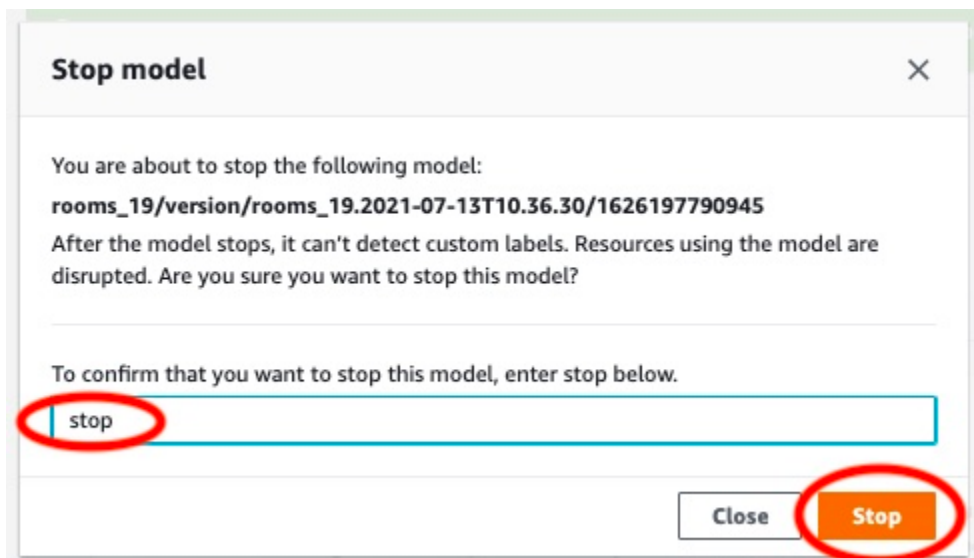 Stop model
You are about to stop the following model:
rooms_19/version/rooms_19.2021-07-13T10.36.30/1626197790945
After the model stops, it can't detect custom labels. Resources using the model are
disrupted. Are you sure you want to stop this model?
To confirm that you want to stop this model, enter stop below.
stop
Close Stop